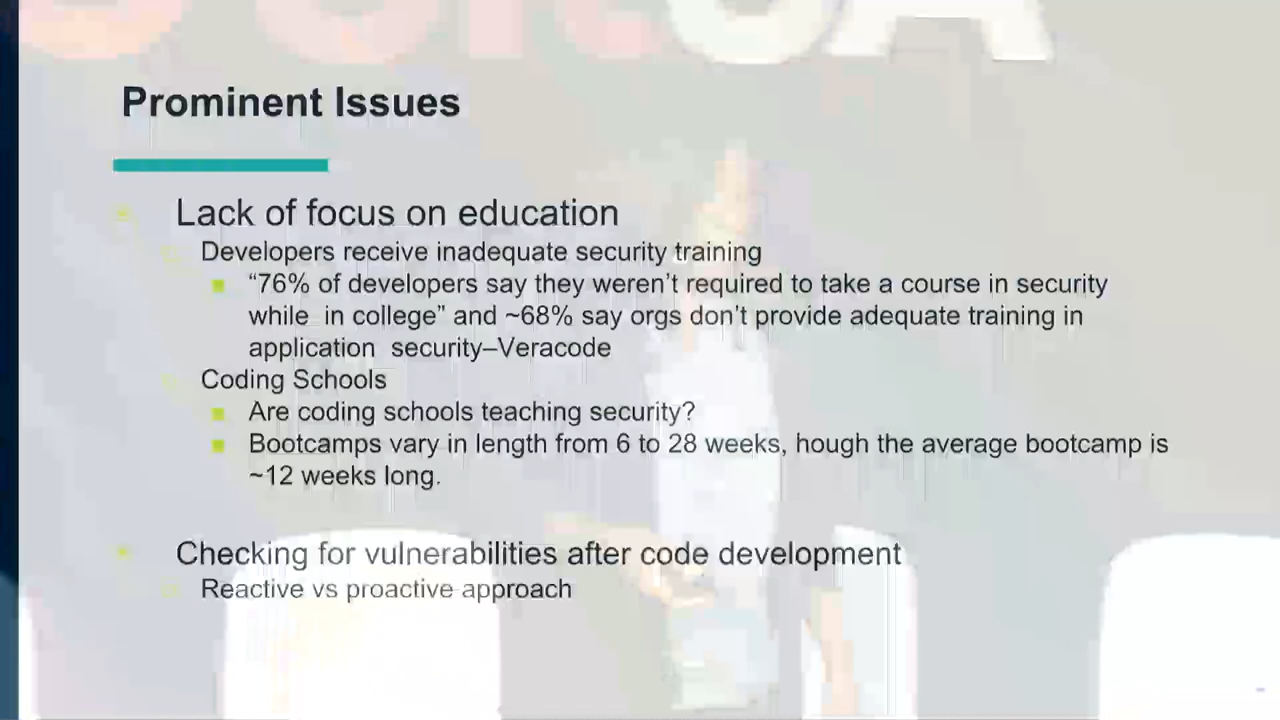 Prominent Issues
Lack of focus on education
Developers receive inadequate security training
“76% of developers say they weren’t required to take a course in security
while in college” and ~68% say orgs don’t provide adequate training in
application security–Veracode
Coding Schools
Are coding schools teaching security?
Bootcamps vary in length from 6 to 28 weeks, hough the average bootcamp is
~12 weeks long.
Checking for vulnerabilities after code development
Reactive vs proactive approach